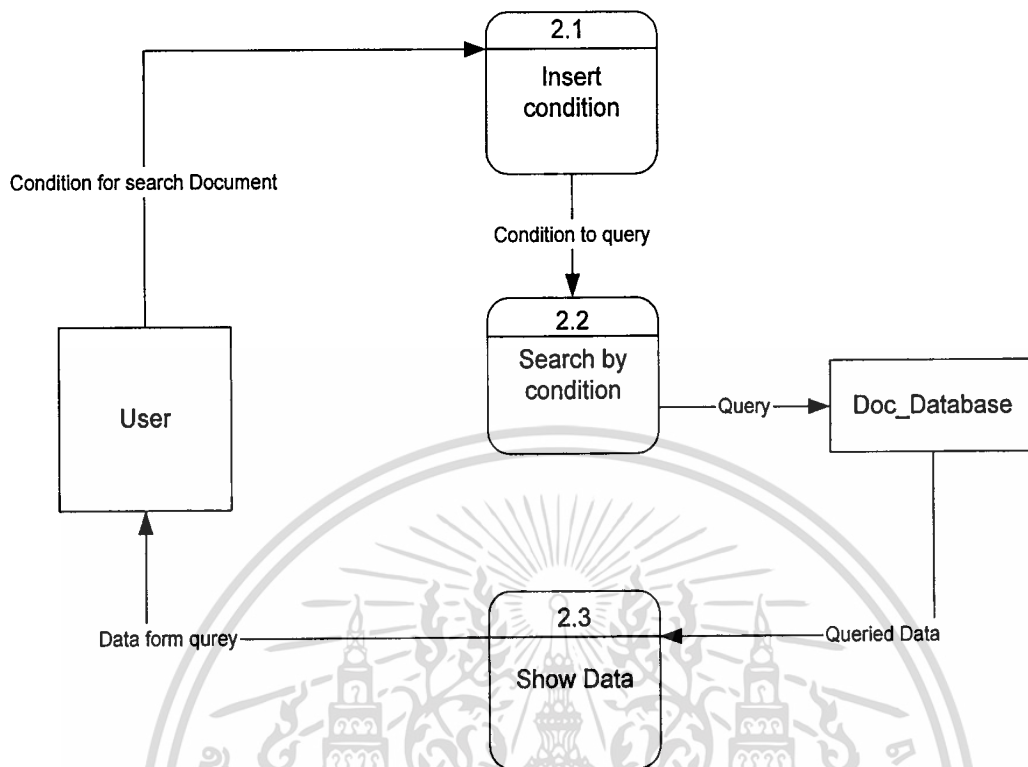 2.1
Insert
condition
Condition for search Document
Condition to query
2.2
Search by
condition
User
Query
Doc_Database
2.3
Data form qurey
Queried Data
Show Data